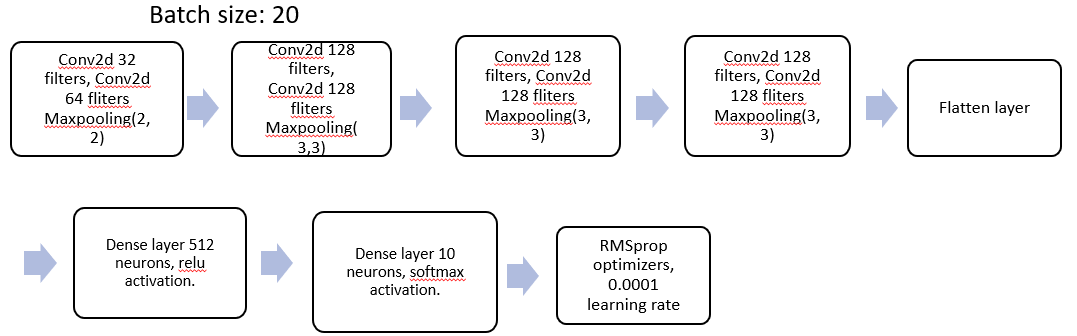 Batch size: 20
Conv2d 32
filters, Conv2d
64 fliters
Maxpooling(2,
2)
Conv2d 128
filters,
Conv2d 128
fliters
Maxpooling(
3,3)
Conv2d 128
filters, Conv2d
128 fliters
Maxpooling(3,
3)
Conv2d 128
filters, Conv2d
128 fliters
Maxpooling(3,
3)
Flatten layer
Dense layer 512
neurons, relu
activation.
Dense layer 10
neurons, softmax
activation.
RMSprop
optimizers,
0.0001
learning rate